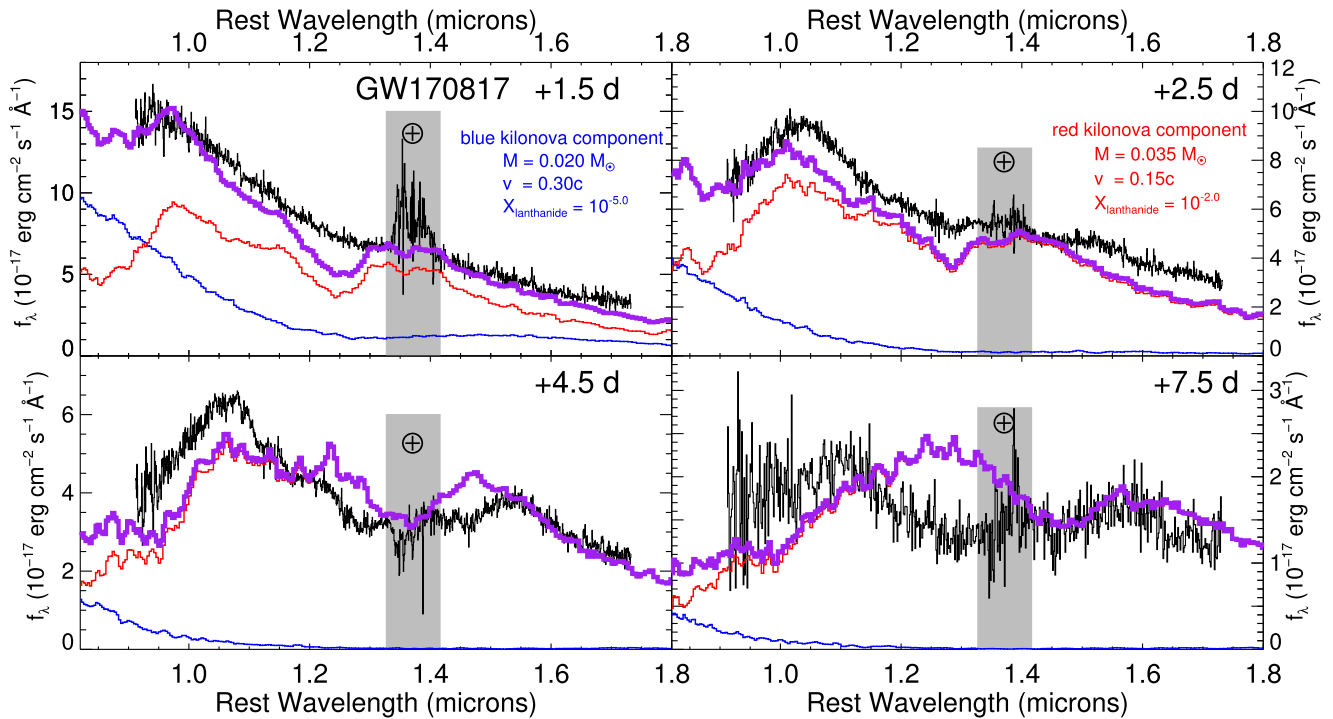 Rest Wavelength (microns) Rest Wavelength (microns)
1.0 1.2 1.4 1.6 1.8 1.0 1.2 1.4 1.6 1.8
GW170817 +1.5 d
⊕
blue kilonova component
M = 0.020 M☉
v = 0.30c
Xlanthanide = 10-5.0
15
10
5
0
fλ (10−17 erg cm−2 s−1 Å−1)
+2.5 d
⊕
red kilonova component
M = 0.035 M☉
v = 0.15c
Xlanthanide = 10-2.0
12
10
8
6
4
2
0
fλ (10−17 erg cm−2 s−1 Å−1)
+4.5 d
⊕
6
4
2
0
fλ (10−17 erg cm−2 s−1 Å−1)
+7.5 d
⊕
3
2
1
0
fλ (10−17 erg cm−2 s−1 Å−1)
1.0 1.2 1.4 1.6 1.8 1.0 1.2 1.4 1.6 1.8
Rest Wavelength (microns) Rest Wavelength (microns)